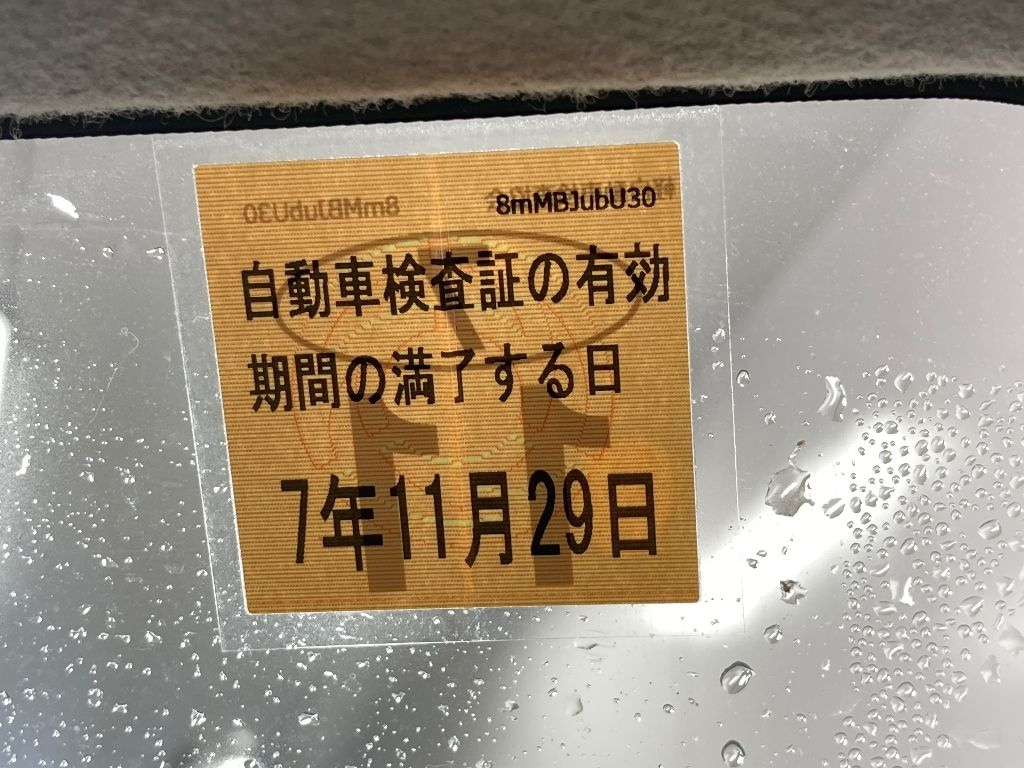 8mMBJubU30
自動車検査証の有効
期間の満了する日
7年11月29日